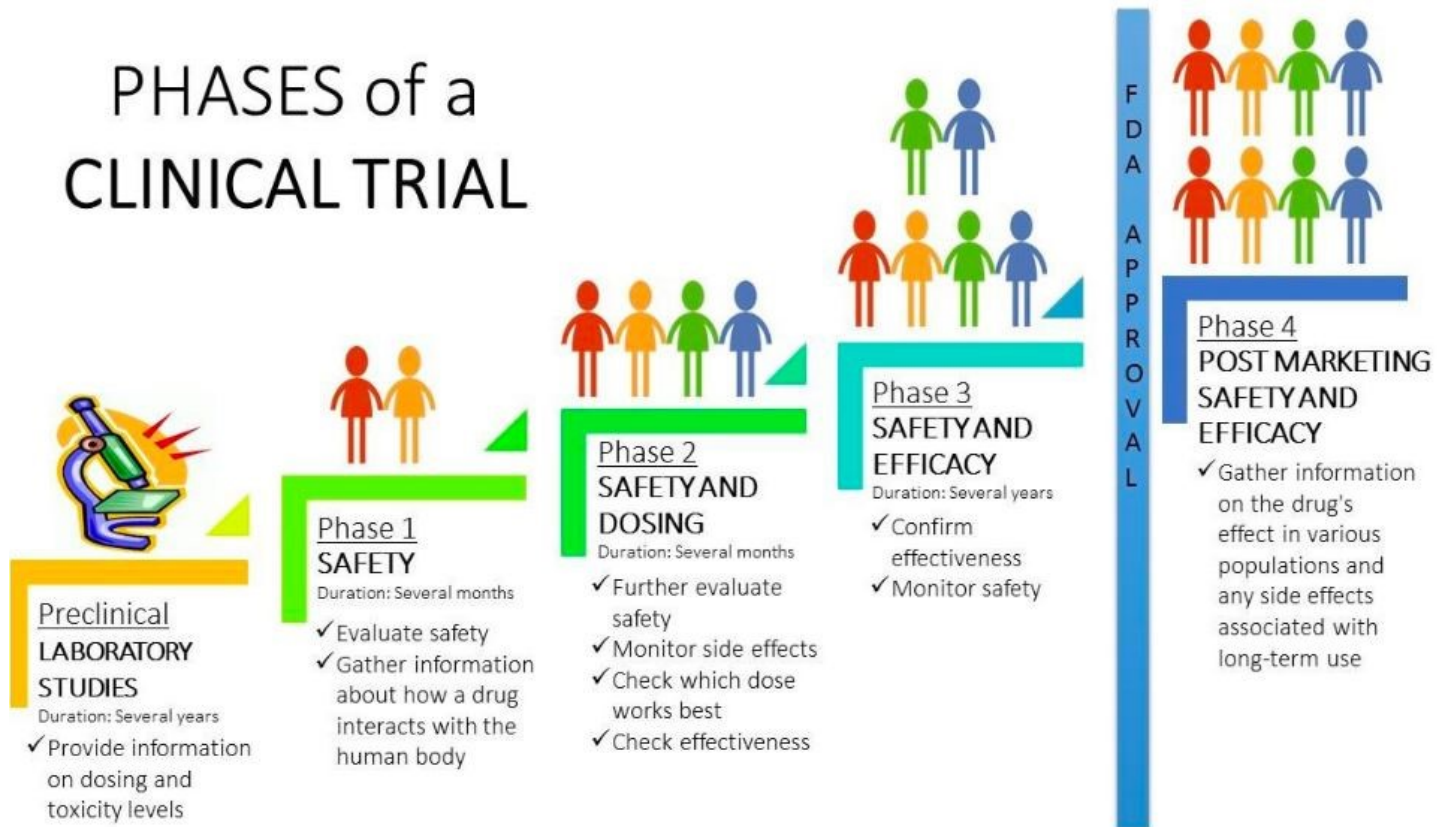 PHASES of a
CLINICAL TRIAL
Preclinical
LABORATORY
STUDIES
Duration: Several years
✓Provide information
on dosing and
toxicity levels
Phase 1
SAFETY
Duration: Several months
✓Evaluate safety
✓Gather information
about how a drug
interacts with the
human body
Phase 2
SAFETY AND
DOSING
Duration: Several months
✓Further evaluate
safety
✓Monitor side effects
✓Check which dose
works best
✓Check effectiveness
Phase 3
SAFETY AND
EFFICACY
Duration: Several years
✓Confirm
effectiveness
✓Monitor safety
FDA APPROVAL
Phase 4
POST MARKETING
SAFETY AND
EFFICACY
✓Gather information
on the drug's
effect in various
populations and
any side effects
associated with
long-term use